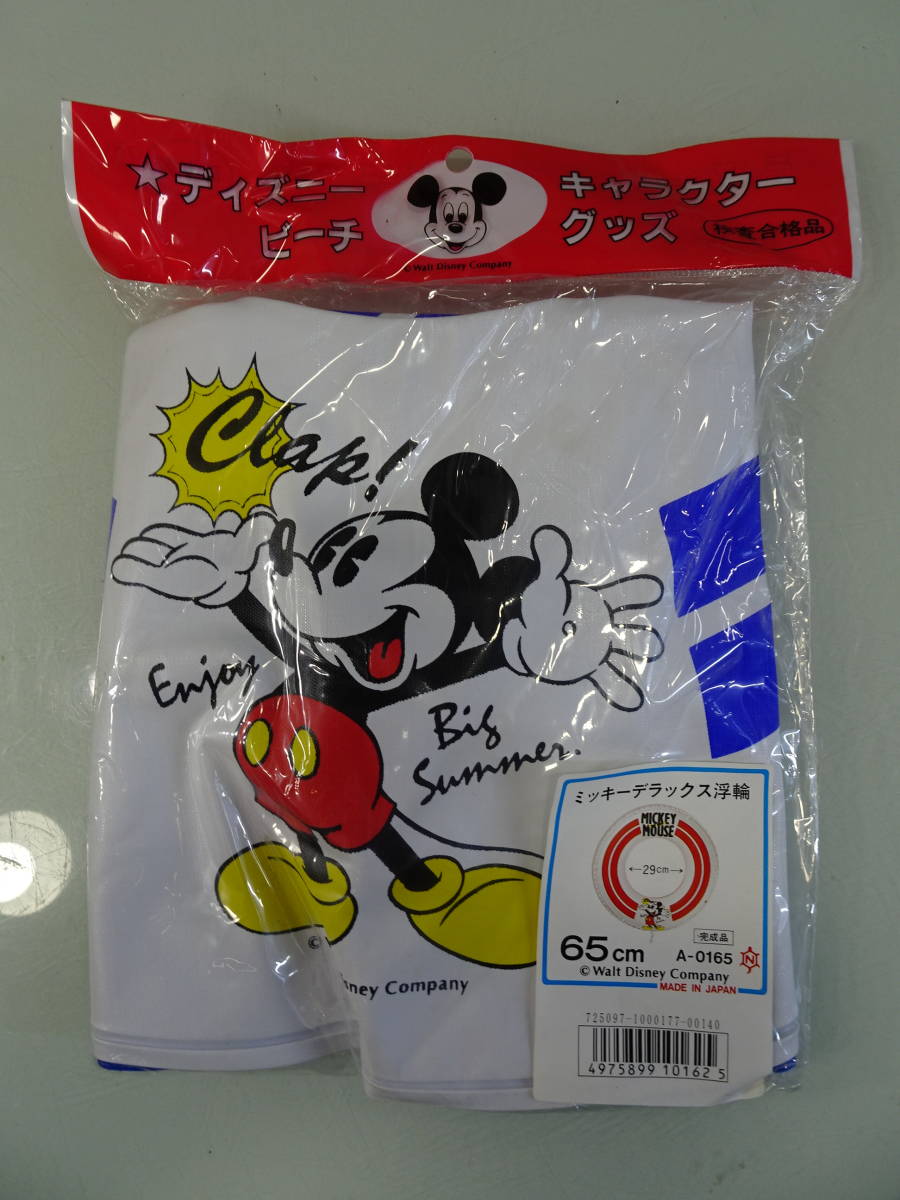 ★ディズニー キャラクター
ビーチ グッズ 検査合格品
© Walt Disney Company
Clap!
Enjoy
Big
Summer.
©
sney Company
ミッキーデラックス浮輪
MICKEY
MOUSE
←29cm→
完成品
65cm A-0165 N
© Walt Disney Company
MADE IN JAPAN
725097-1000177-00140
4975899 10162 5